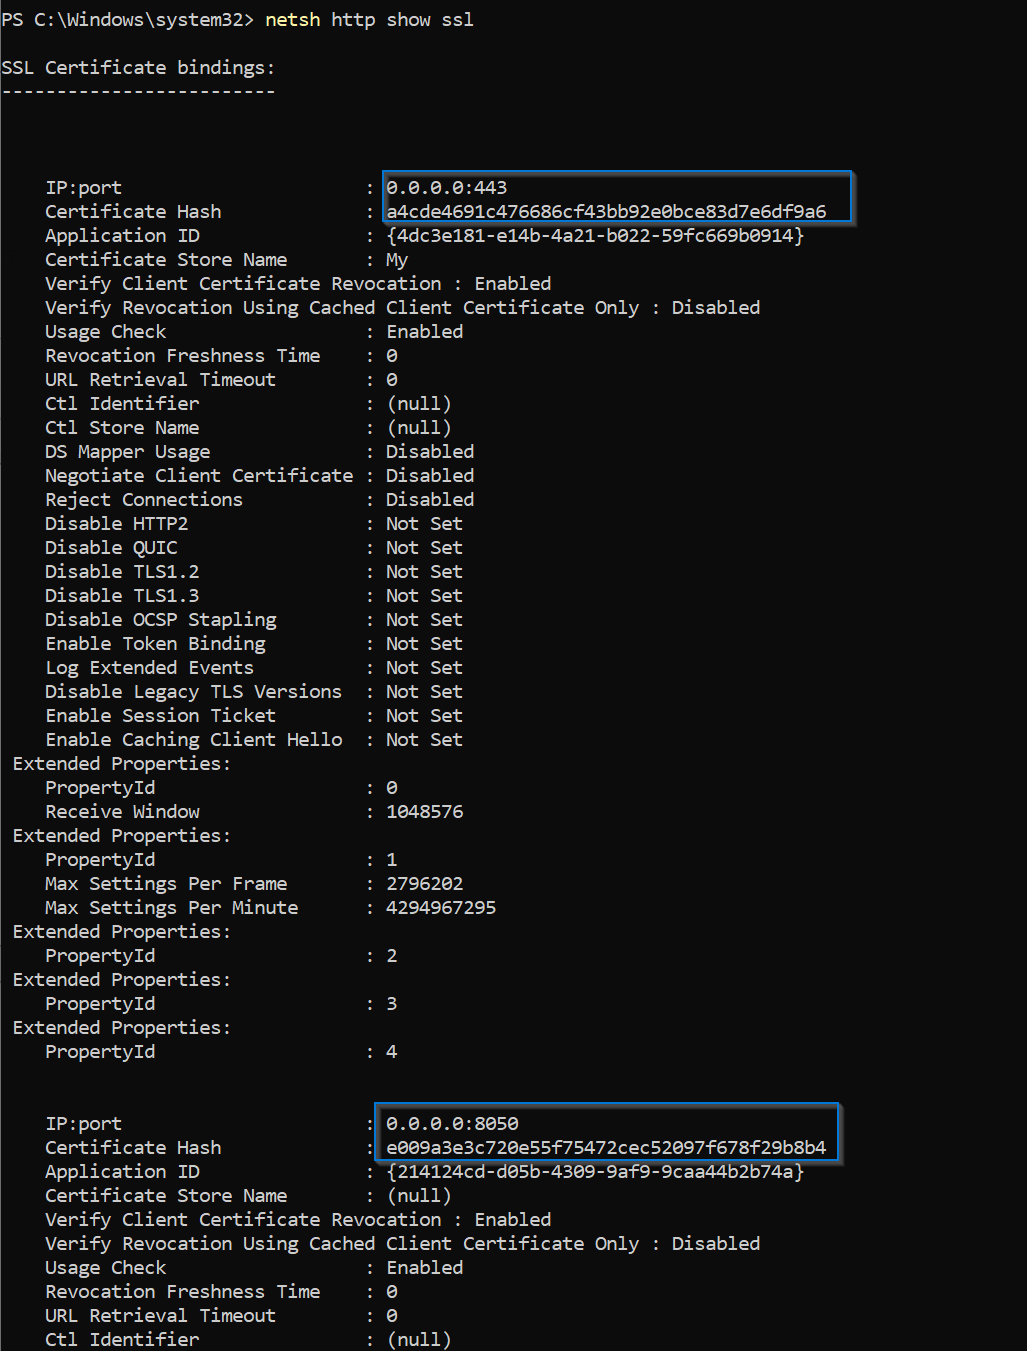 PS C:\Windows\system32> netsh http show ssl
SSL Certificate bindings:
-------------------------
IP:port : 0.0.0.0:443
Certificate Hash : a4cde4691c476686cf43bb92e0bce83d7e6df9a6
Application ID : {4dc3e181-e14b-4a21-b022-59fc669b0914}
Certificate Store Name : My
Verify Client Certificate Revocation : Enabled
Verify Revocation Using Cached Client Certificate Only : Disabled
Usage Check : Enabled
Revocation Freshness Time : 0
URL Retrieval Timeout : 0
Ctl Identifier : (null)
Ctl Store Name : (null)
DS Mapper Usage : Disabled
Negotiate Client Certificate : Disabled
Reject Connections : Disabled
Disable HTTP2 : Not Set
Disable QUIC : Not Set
Disable TLS1.2 : Not Set
Disable TLS1.3 : Not Set
Disable OCSP Stapling : Not Set
Enable Token Binding : Not Set
Log Extended Events : Not Set
Disable Legacy TLS Versions : Not Set
Enable Session Ticket : Not Set
Enable Caching Client Hello : Not Set
Extended Properties:
PropertyId : 0
Receive Window : 1048576
Extended Properties:
PropertyId : 1
Max Settings Per Frame : 2796202
Max Settings Per Minute : 4294967295
Extended Properties:
PropertyId : 2
Extended Properties:
PropertyId : 3
Extended Properties:
PropertyId : 4
IP:port : 0.0.0.0:8050
Certificate Hash : e009a3e3c720e55f75472cec52097f678f29b8b4
Application ID : {214124cd-d05b-4309-9af9-9caa44b2b74a}
Certificate Store Name : (null)
Verify Client Certificate Revocation : Enabled
Verify Revocation Using Cached Client Certificate Only : Disabled
Usage Check : Enabled
Revocation Freshness Time : 0
URL Retrieval Timeout : 0
Ctl Identifier : (null)